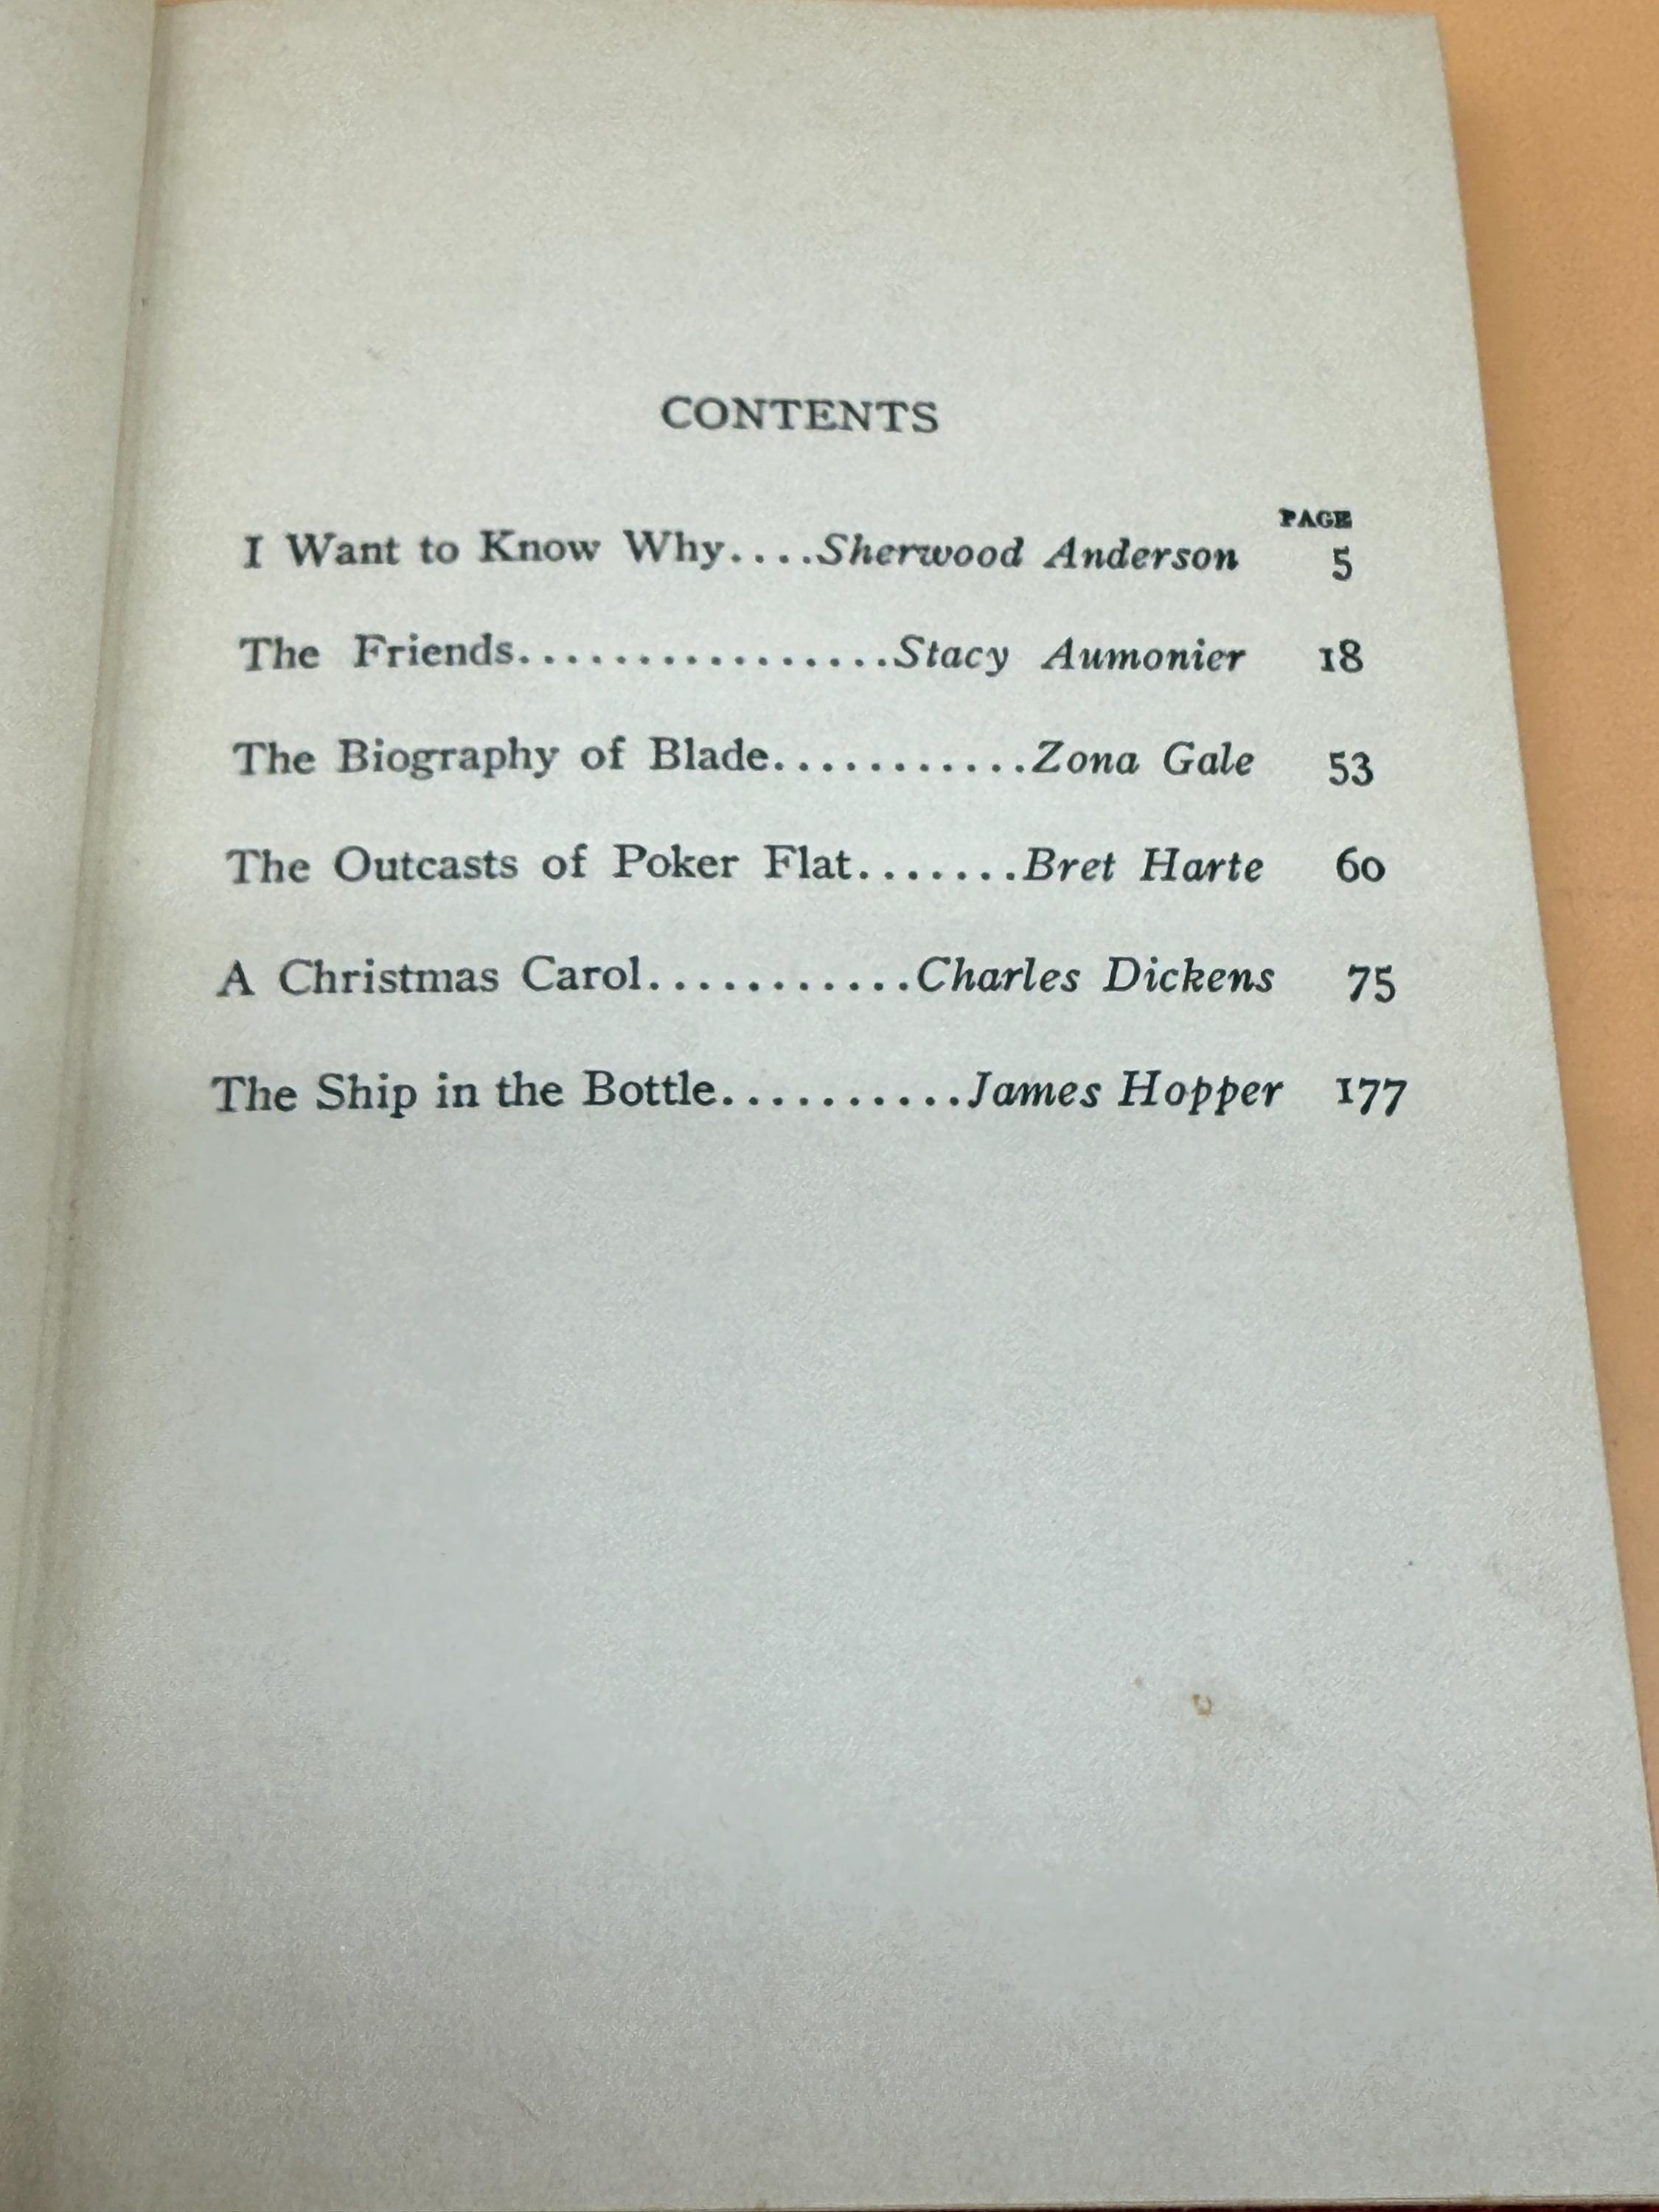 CONTENTS
PAGE
I Want to Know Why....Sherwood Anderson 5
The Friends.................Stacy Aumonier 18
The Biography of Blade...........Zona Gale 53
The Outcasts of Poker Flat.......Bret Harte 60
A Christmas Carol...........Charles Dickens 75
The Ship in the Bottle..........James Hopper 177